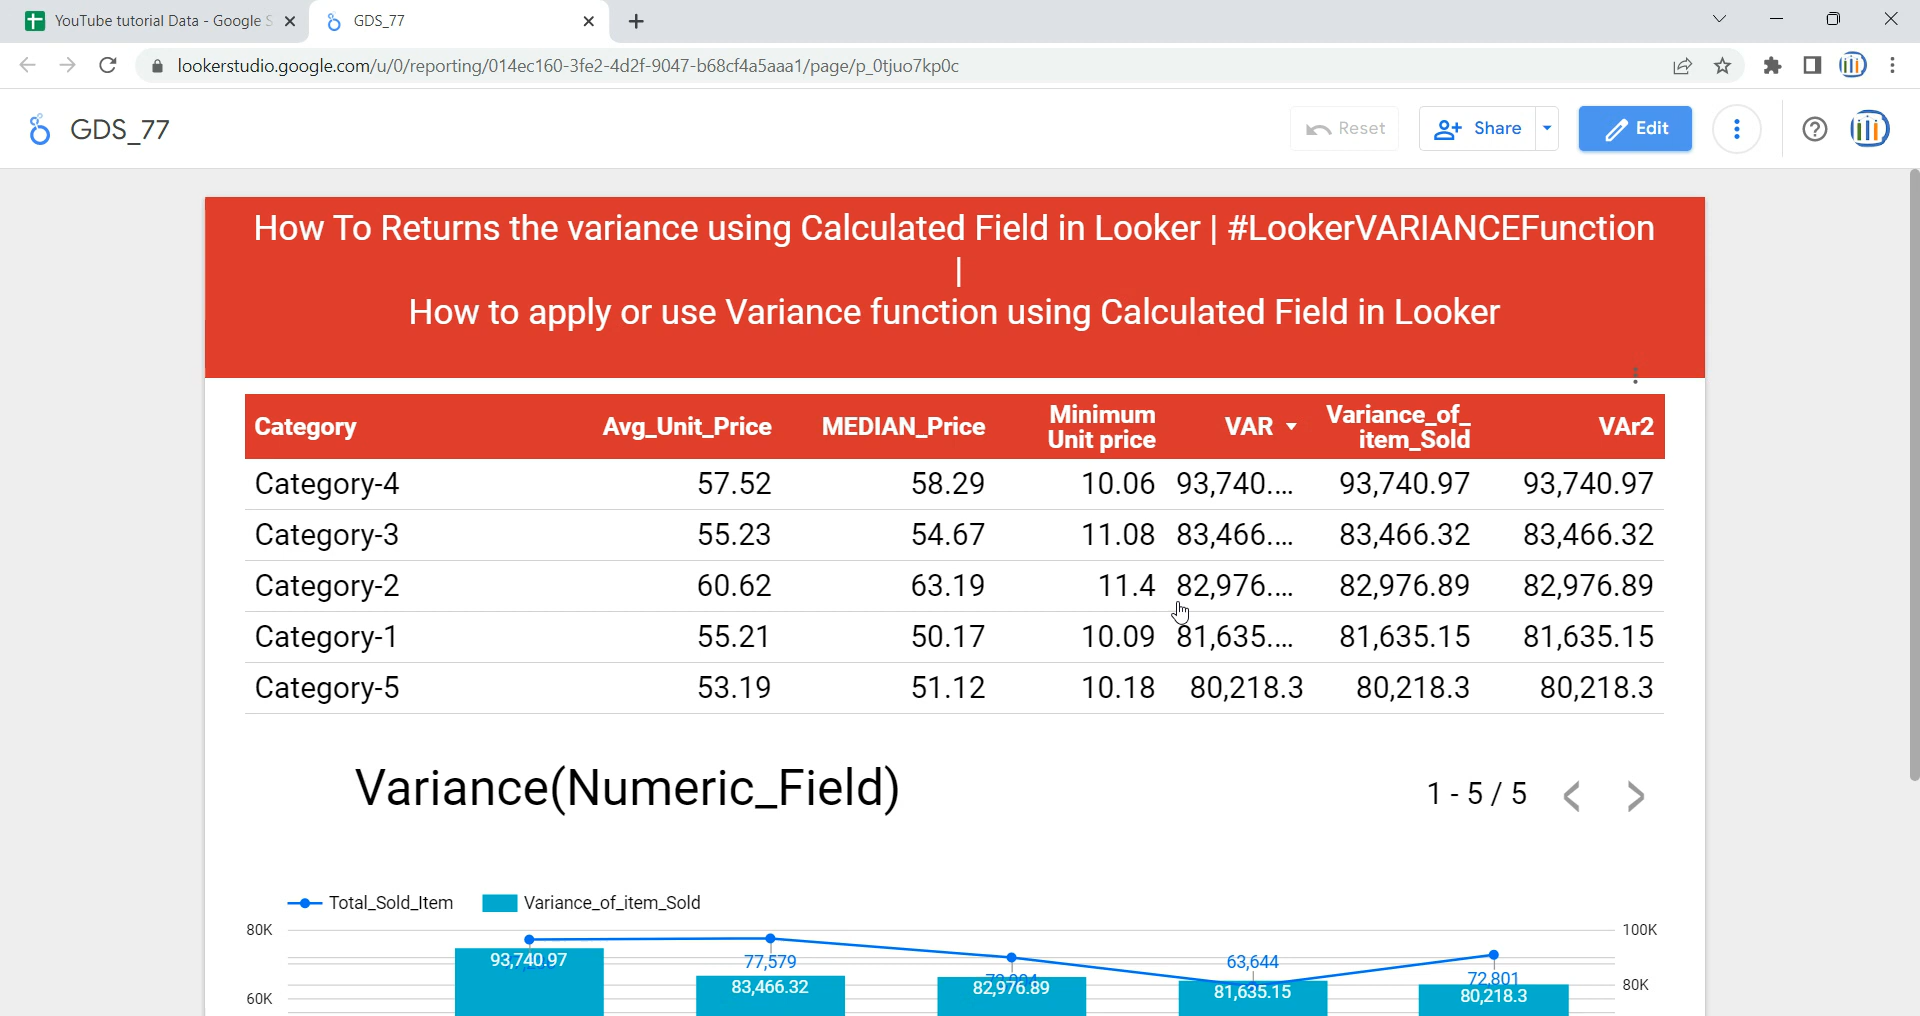 YouTube tutorial Data - Google S
GDS_77
lookerstudio.google.com/u/0/reporting/014ec160-3fe2-4d2f-9047-b68cf4a5aaa1/page/p_0tjuo7kp0c
GDS_77
Reset
Share
Edit
How To Returns the variance using Calculated Field in Looker | #LookerVARIANCEFunction
|
How to apply or use Variance function using Calculated Field in Looker
Category Avg_Unit_Price MEDIAN_Price Minimum Unit price VAR Variance_of_item_Sold VAr2
Category-4 57.52 58.29 10.06 93,740.... 93,740.97 93,740.97
Category-3 55.23 54.67 11.08 83,466.... 83,466.32 83,466.32
Category-2 60.62 63.19 11.4 82,976.... 82,976.89 82,976.89
Category-1 55.21 50.17 10.09 81,635.... 81,635.15 81,635.15
Category-5 53.19 51.12 10.18 80,218.3 80,218.3 80,218.3
Variance(Numeric_Field)
1 - 5 / 5
Total_Sold_Item Variance_of_item_Sold
80K 100K
93,740.97 77,579 63,644 72,801
83,466.32 82,976.89 81,635.15 80,218.3
60K 80K